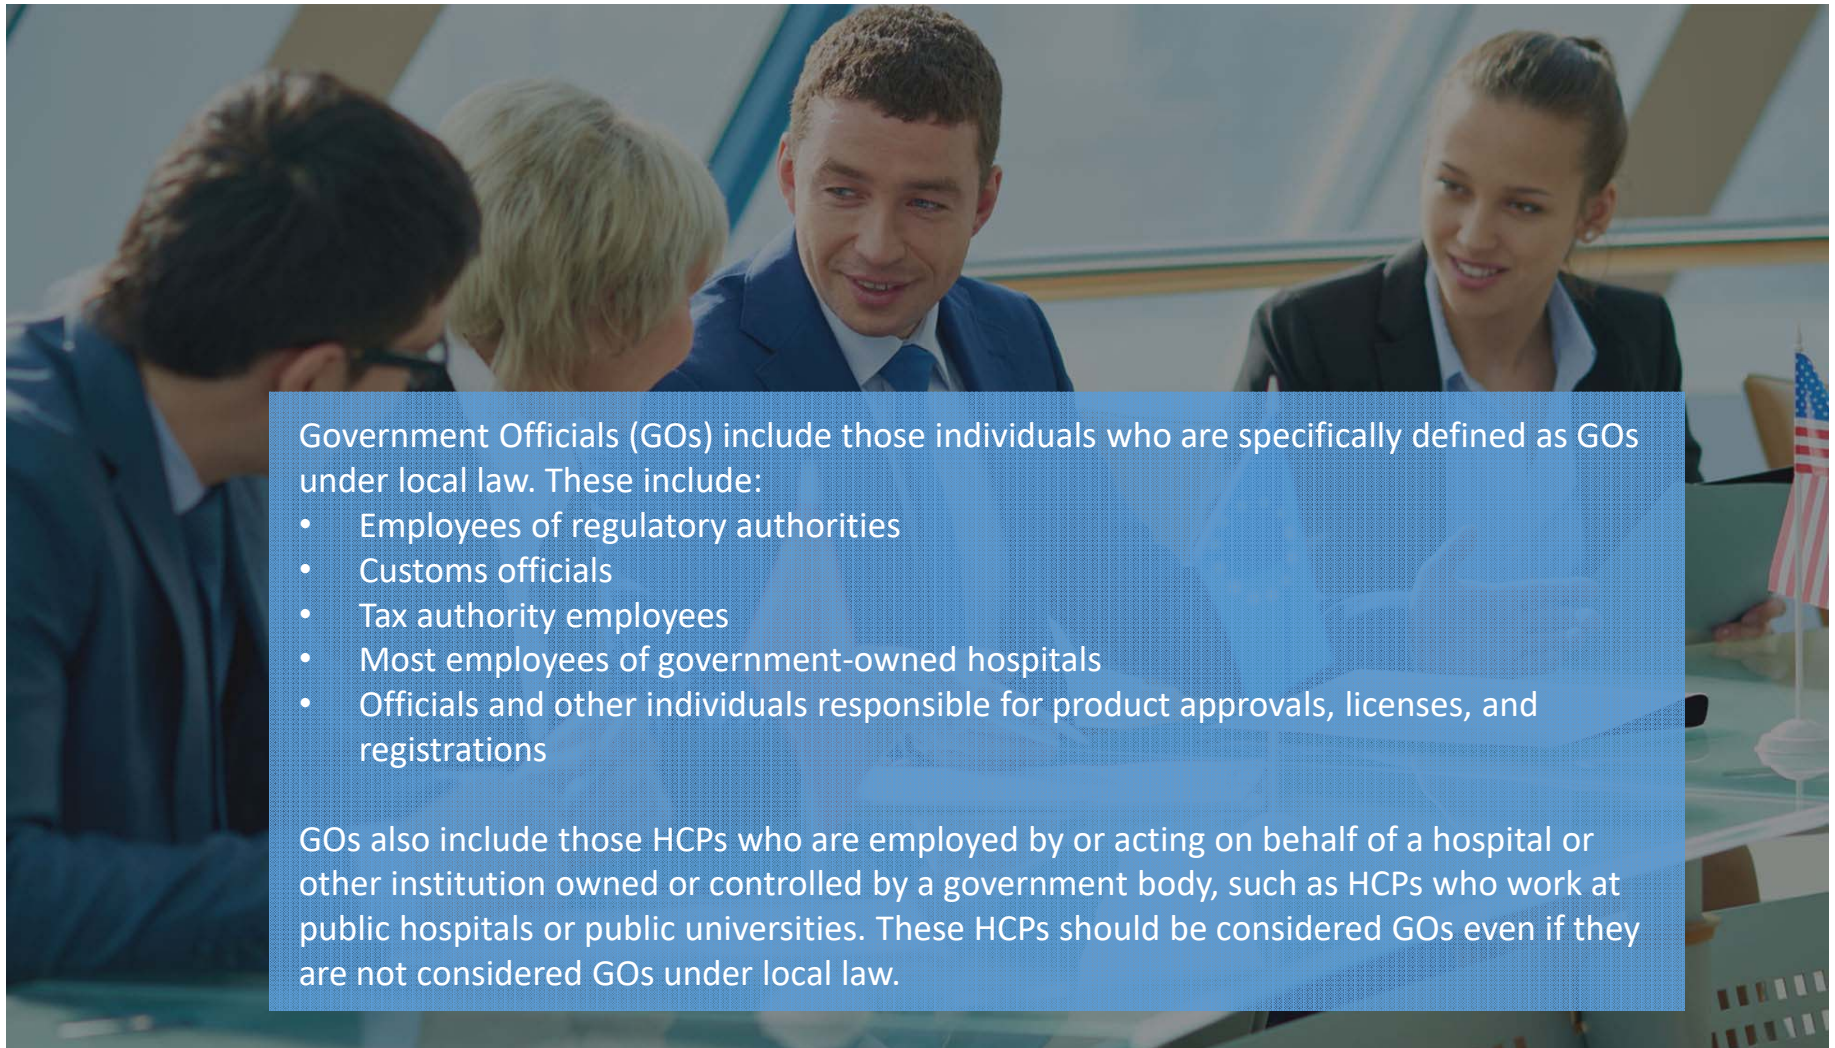 Government Officials (GOs) include those individuals who are specifically defined as GOs
under local law. These include:
• Employees of regulatory authorities
• Customs officials
• Tax authority employees
• Most employees of government-owned hospitals
• Officials and other individuals responsible for product approvals, licenses, and
registrations
GOs also include those HCPs who are employed by or acting on behalf of a hospital or
other institution owned or controlled by a government body, such as HCPs who work at
public hospitals or public universities. These HCPs should be considered GOs even if they
are not considered GOs under local law.